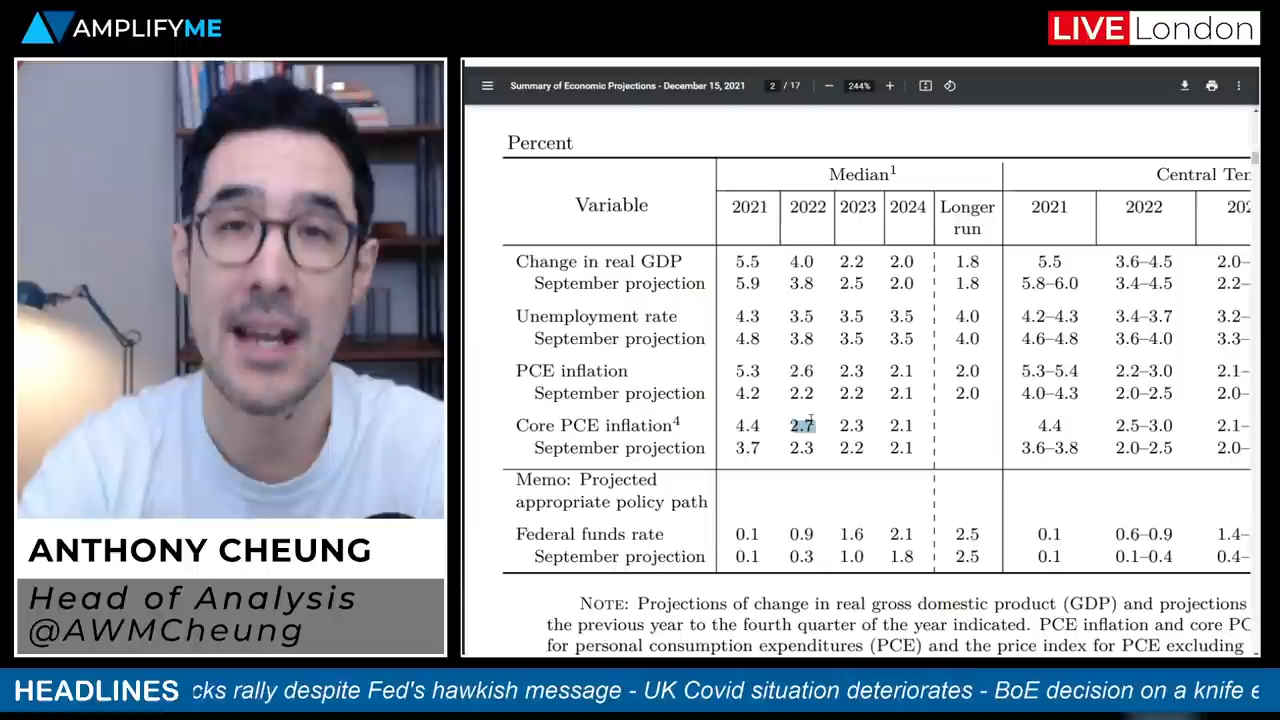 AMPLIFYME
LIVE London
Summary of Economic Projections - December 15, 2021 2 / 17 244%
Percent
Variable Median1 Central Ten
2021 2022 2023 2024 Longer run 2021 2022 202
Change in real GDP 5.5 4.0 2.2 2.0 1.8 5.5 3.6–4.5 2.0–
September projection 5.9 3.8 2.5 2.0 1.8 5.8–6.0 3.4–4.5 2.2–
Unemployment rate 4.3 3.5 3.5 3.5 4.0 4.2–4.3 3.4–3.7 3.2–
September projection 4.8 3.8 3.5 3.5 4.0 4.6–4.8 3.6–4.0 3.3–
PCE inflation 5.3 2.6 2.3 2.1 2.0 5.3–5.4 2.2–3.0 2.1–
September projection 4.2 2.2 2.2 2.1 2.0 4.0–4.3 2.0–2.5 2.0–
Core PCE inflation4 4.4 2.7 2.3 2.1 4.4 2.5–3.0 2.1–
September projection 3.7 2.3 2.2 2.1 3.6–3.8 2.0–2.5 2.0–
Memo: Projected
appropriate policy path
Federal funds rate 0.1 0.9 1.6 2.1 2.5 0.1 0.6–0.9 1.4–
September projection 0.1 0.3 1.0 1.8 2.5 0.1 0.1–0.4 0.4–
NOTE: Projections of change in real gross domestic product (GDP) and projections
the previous year to the fourth quarter of the year indicated. PCE inflation and core PC
for personal consumption expenditures (PCE) and the price index for PCE excluding
ANTHONY CHEUNG
Head of Analysis
@AWMCheung
HEADLINES cks rally despite Fed's hawkish message - UK Covid situation deteriorates - BoE decision on a knife e